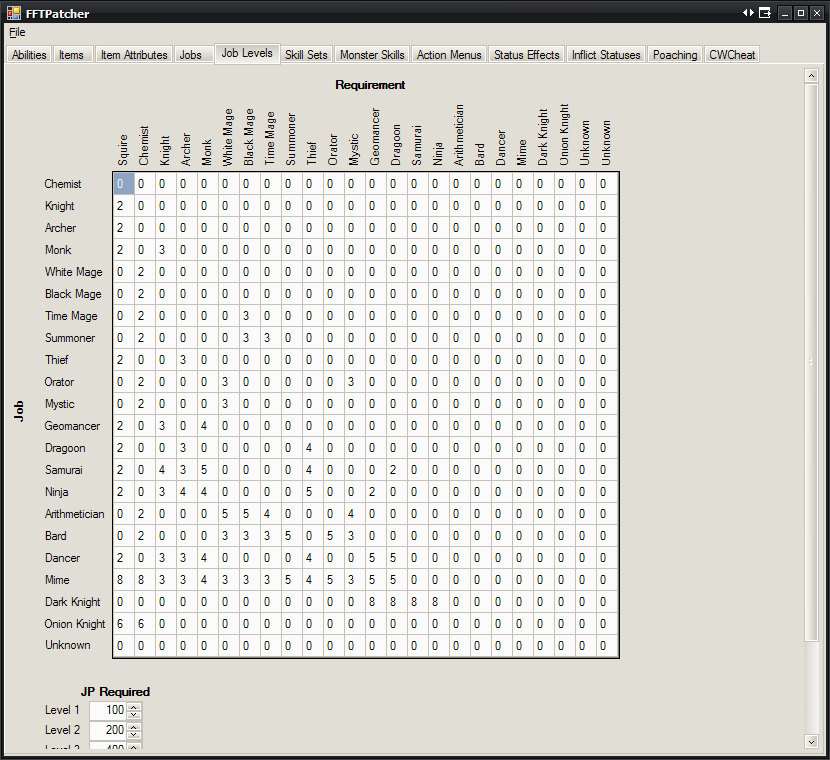 FFTPatcher
File
Abilities Items Item Attributes Jobs Job Levels Skill Sets Monster Skills Action Menus Status Effects Inflict Statuses Poaching CWCheat
Requirement
Squire Chemist Knight Archer Monk White Mage Black Mage Time Mage Summoner Thief Orator Mystic Geomancer Dragoon Samurai Ninja Arithmetician Bard Dancer Mime Dark Knight Union Knight Unknown Unknown
Job
Chemist 0 0 0 0 0 0 0 0 0 0 0 0 0 0 0 0 0 0 0 0 0 0 0 0
Knight 2 0 0 0 0 0 0 0 0 0 0 0 0 0 0 0 0 0 0 0 0 0 0 0
Archer 2 0 0 0 0 0 0 0 0 0 0 0 0 0 0 0 0 0 0 0 0 0 0 0
Monk 2 0 3 0 0 0 0 0 0 0 0 0 0 0 0 0 0 0 0 0 0 0 0 0
White Mage 0 2 0 0 0 0 0 0 0 0 0 0 0 0 0 0 0 0 0 0 0 0 0 0
Black Mage 0 2 0 0 0 0 0 0 0 0 0 0 0 0 0 0 0 0 0 0 0 0 0 0
Time Mage 0 2 0 0 0 0 3 0 0 0 0 0 0 0 0 0 0 0 0 0 0 0 0 0
Summoner 0 2 0 0 0 0 3 3 0 0 0 0 0 0 0 0 0 0 0 0 0 0 0 0
Thief 2 0 0 3 0 0 0 0 0 0 0 0 0 0 0 0 0 0 0 0 0 0 0 0
Orator 0 2 0 0 0 3 0 0 0 0 0 3 0 0 0 0 0 0 0 0 0 0 0 0
Mystic 0 2 0 0 0 3 0 0 0 0 0 0 0 0 0 0 0 0 0 0 0 0 0 0
Geomancer 2 0 3 0 4 0 0 0 0 0 0 0 0 0 0 0 0 0 0 0 0 0 0 0
Dragoon 2 0 0 3 0 0 0 0 0 4 0 0 0 0 0 0 0 0 0 0 0 0 0 0
Samurai 2 0 4 3 5 0 0 0 0 4 0 0 0 2 0 0 0 0 0 0 0 0 0 0
Ninja 2 0 3 4 4 0 0 0 0 5 0 0 2 0 0 0 0 0 0 0 0 0 0 0
Arithmetician 0 2 0 0 0 5 5 4 0 0 0 4 0 0 0 0 0 0 0 0 0 0 0 0
Bard 0 2 0 0 0 3 3 3 5 0 5 3 0 0 0 0 0 0 0 0 0 0 0 0
Dancer 2 0 3 3 4 0 0 0 0 4 0 0 5 5 0 0 0 0 0 0 0 0 0 0
Mime 8 8 3 3 4 3 3 3 5 4 5 3 5 5 0 0 0 0 0 0 0 0 0 0
Dark Knight 0 0 0 0 0 0 0 0 0 0 0 0 8 8 8 8 0 0 0 0 0 0 0 0
Onion Knight 6 6 0 0 0 0 0 0 0 0 0 0 0 0 0 0 0 0 0 0 0 0 0 0
Unknown 0 0 0 0 0 0 0 0 0 0 0 0 0 0 0 0 0 0 0 0 0 0 0 0
JP Required
Level 1 100
Level 2 200